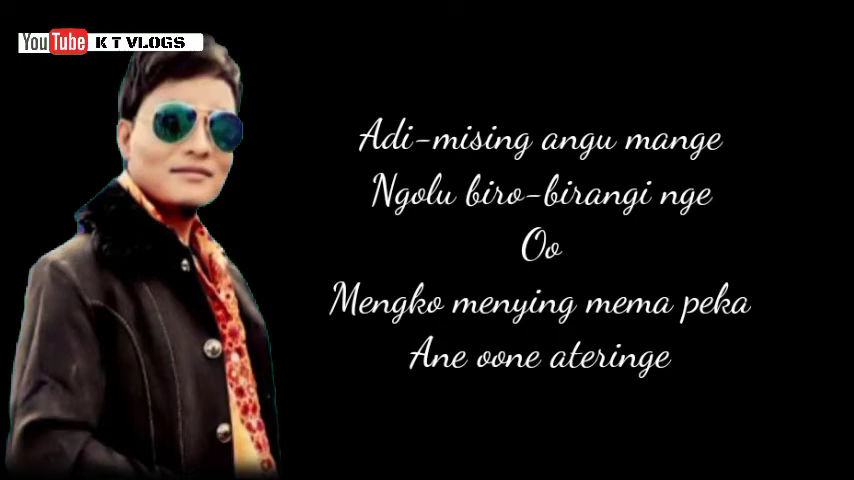 YouTube K T VLOGS
Adi-mising angu mange
Ngolu biro-birangi nge
Oo
Mengko menying mema peka
Ane oone ateringe